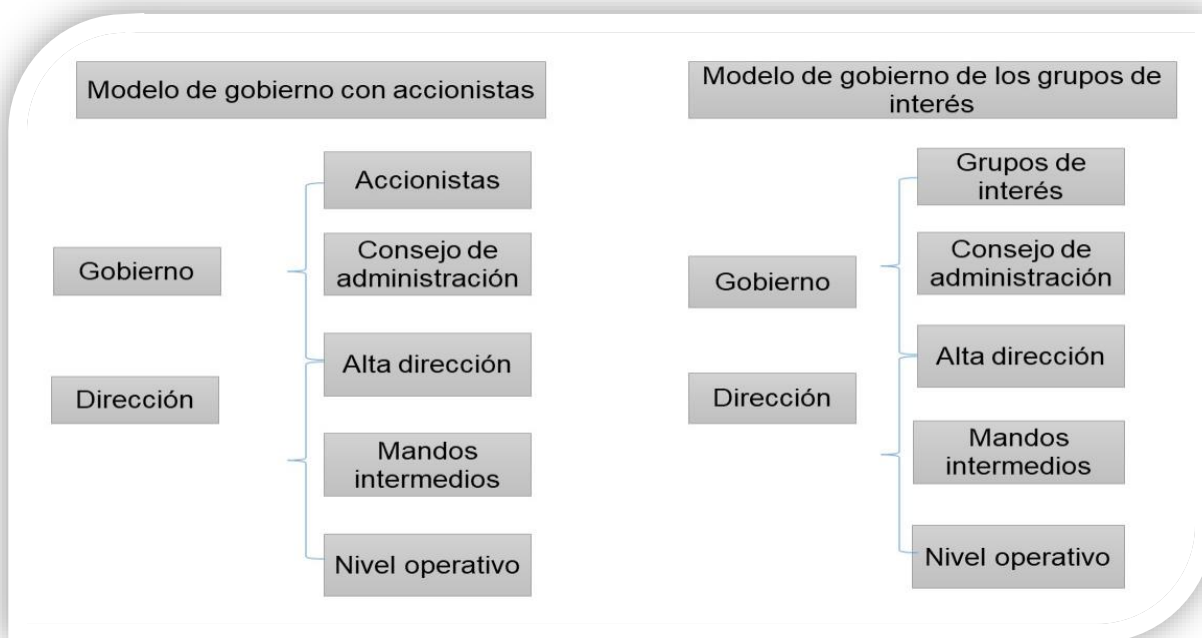 Modelo de gobierno con accionistas
Accionistas
Gobierno
Consejo de
administración
Alta dirección
Dirección
Mandos
intermedios
Nivel operativo
Modelo de gobierno de los grupos de
interés
Grupos de
interés
Gobierno
Consejo de
administración
Alta dirección
Dirección
Mandos
intermedios
Nivel operativo